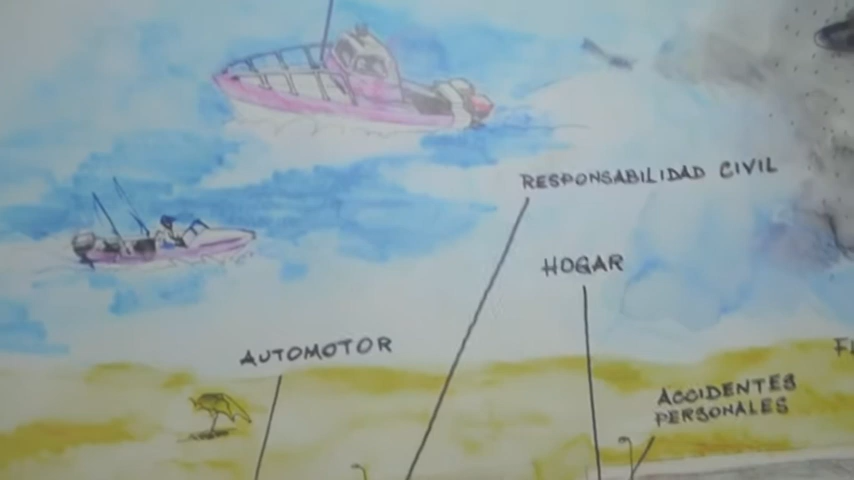 RESPONSABILIDAD CIVIL
HOGAR
AUTOMOTOR
ACCIDENTES
PERSONALES